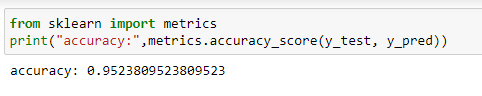 from sklearn import metrics
print("accuracy:",metrics.accuracy_score(y_test, y_pred))
accuracy: 0.9523809523809523